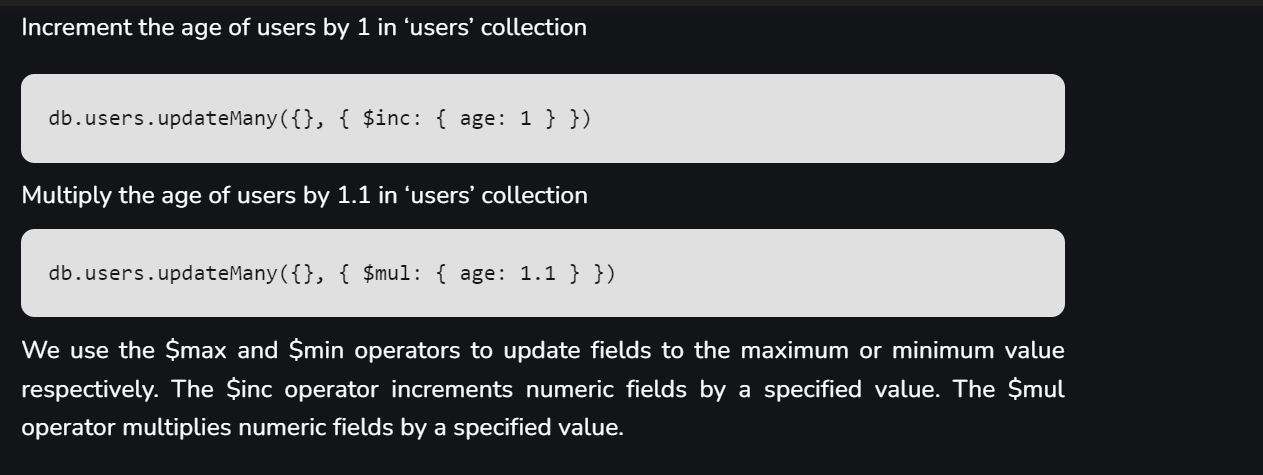 Increment the age of users by 1 in ‘users’ collection
db.users.updateMany({}, { $inc: { age: 1 } })
Multiply the age of users by 1.1 in ‘users’ collection
db.users.updateMany({}, { $mul: { age: 1.1 } })
We use the $max and $min operators to update fields to the maximum or minimum value
respectively. The $inc operator increments numeric fields by a specified value. The $mul
operator multiplies numeric fields by a specified value.